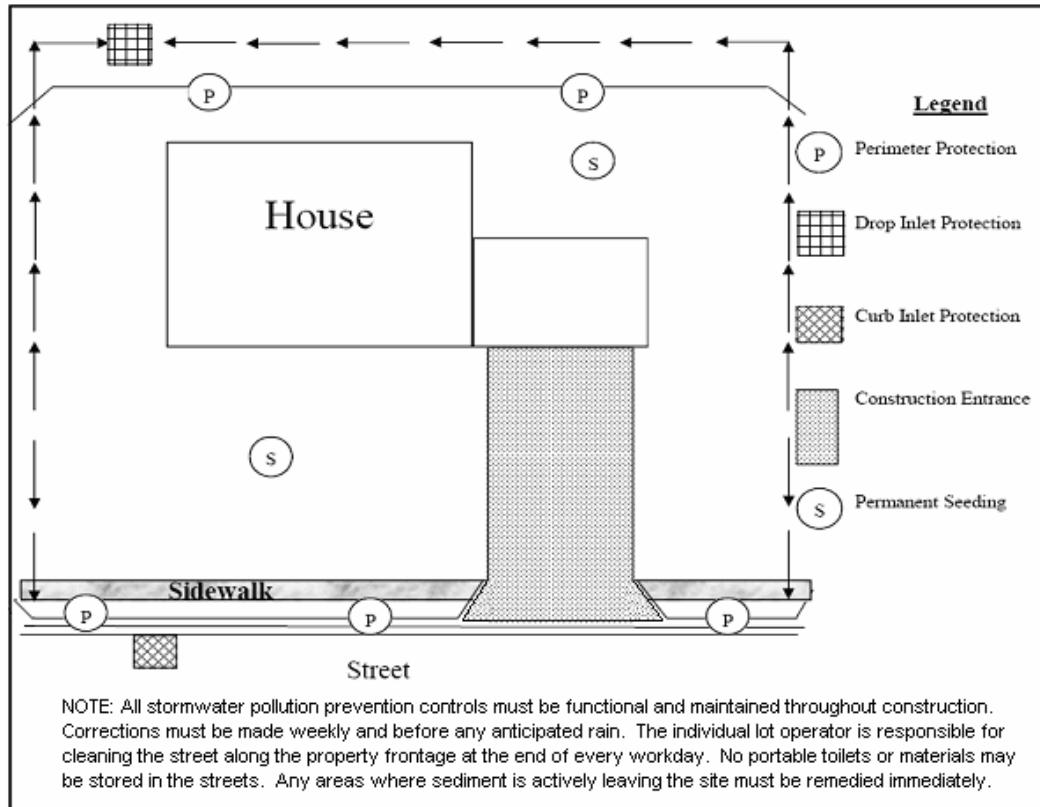 P
P
Legend
P
Perimeter Protection
S
House
Drop Inlet Protection
Curb Inlet Protection
Construction Entrance
S
S
Permanent Seeding
Sidewalk
P
P
P
Street
NOTE: All stormwater pollution prevention controls must be functional and maintained throughout construction.
Corrections must be made weekly and before any anticipated rain. The individual lot operator is responsible for
cleaning the street along the property frontage at the end of every workday. No portable toilets or materials may
be stored in the streets. Any areas where sediment is actively leaving the site must be remedied immediately.